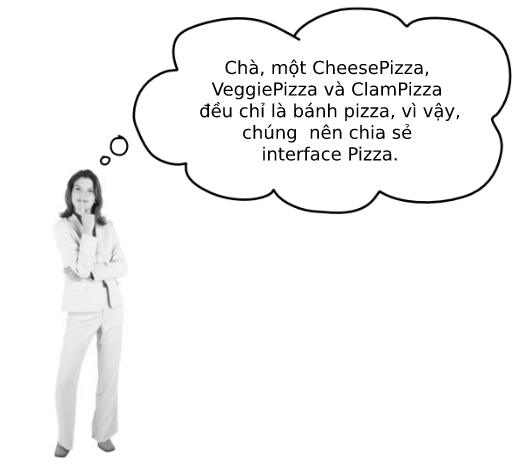 Chà, một CheesePizza,
VeggiePizza và ClamPizza
đều chỉ là bánh pizza, vì vậy,
chúng nên chia sẻ
interface Pizza.